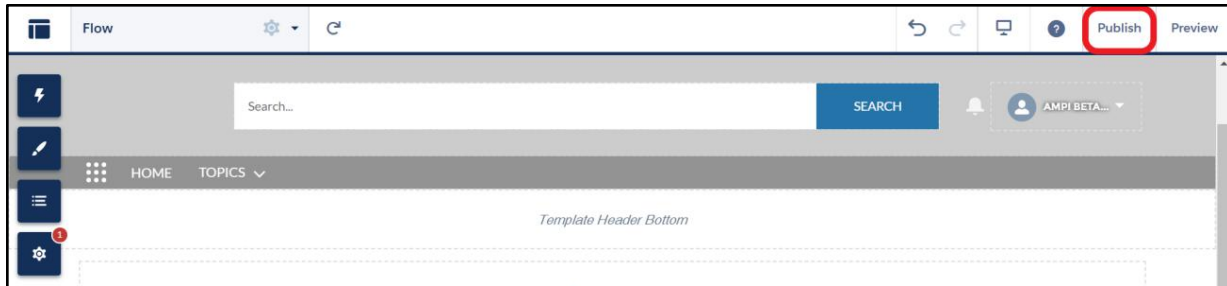 Flow
? Publish Preview
Search... SEARCH AMPI BETA...
HOME TOPICS
Template Header Bottom
1